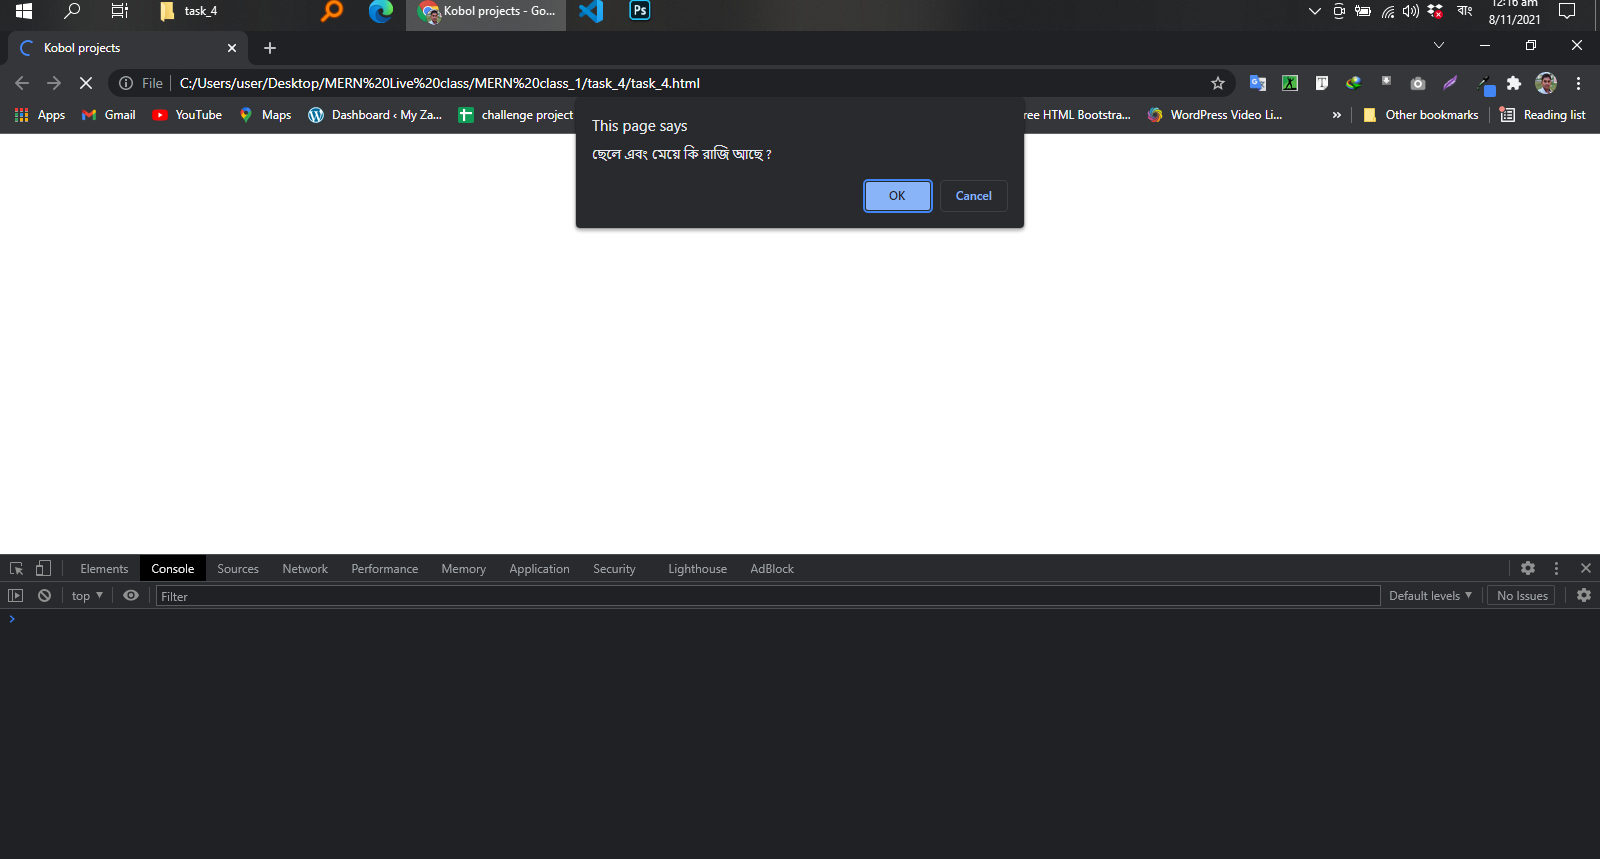 task_4
Kobol projects - Go...
Ps
বাং
12:16 am
8/11/2021
Kobol projects
File
C:/Users/user/Desktop/MERN%20Live%20class/MERN%20class_1/task_4/task_4.html
Apps
Gmail
YouTube
Maps
Dashboard ‹ My Za...
challenge project
ree HTML Bootstra...
WordPress Video Li...
»
Other bookmarks
Reading list
This page says
ছেলে এবং মেয়ে কি রাজি আছে ?
OK
Cancel
Elements
Console
Sources
Network
Performance
Memory
Application
Security
Lighthouse
AdBlock
top
Filter
Default levels
No Issues